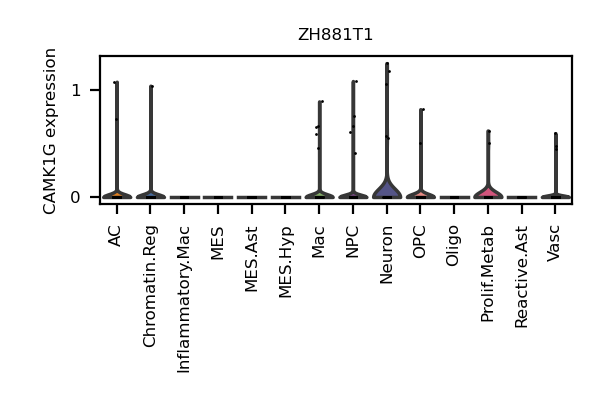 ZH881T1
CAMK1G expression
1
0
AC
Chromatin.Reg
Inflammatory.Mac
MES
MES.Ast
MES.Hyp
Mac
NPC
Neuron
OPC
Oligo
Prolif.Metab
Reactive.Ast
Vasc